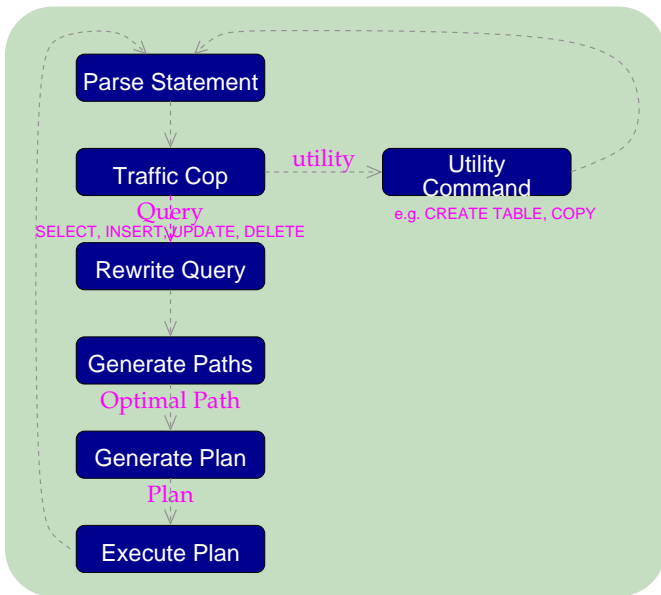 Parse Statement
Traffic Cop
utility
Utility
Command
Query
SELECT, INSERT, UPDATE, DELETE
e.g. CREATE TABLE, COPY
Rewrite Query
Generate Paths
Optimal Path
Generate Plan
Plan
Execute Plan